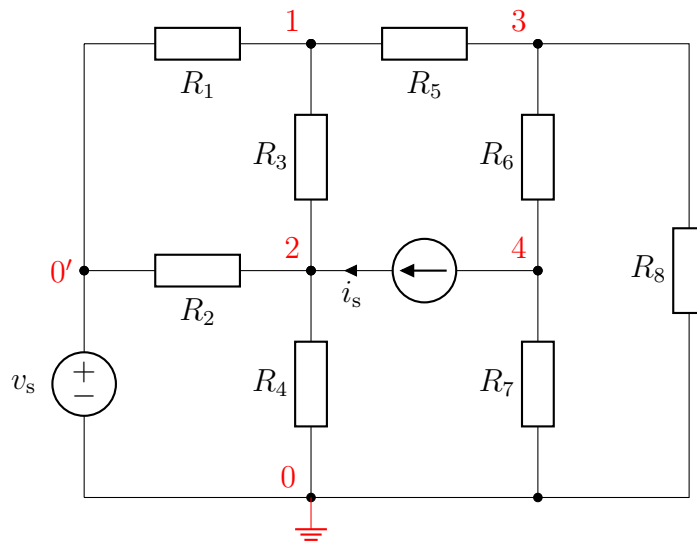 1
3
R₁
R₅
R₃
R₆
0′
2
4
R₈
R₂
iₛ
vₛ
+
−
R₄
R₇
0